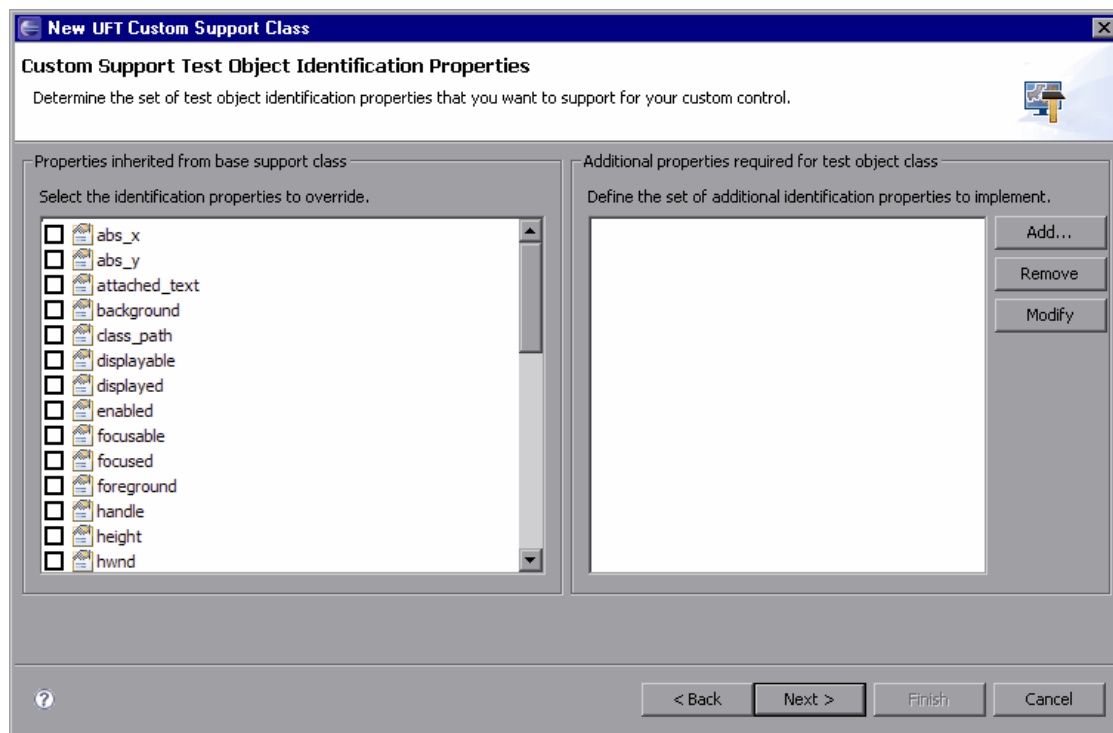 New UFT Custom Support Class
Custom Support Test Object Identification Properties
Determine the set of test object identification properties that you want to support for your custom control.
Properties inherited from base support class
Select the identification properties to override.
abs_x
abs_y
attached_text
background
class_path
displayable
displayed
enabled
focusable
focused
foreground
handle
height
hwnd
Additional properties required for test object class
Define the set of additional identification properties to implement.
Add...
Remove
Modify
?
< Back
Next >
Finish
Cancel